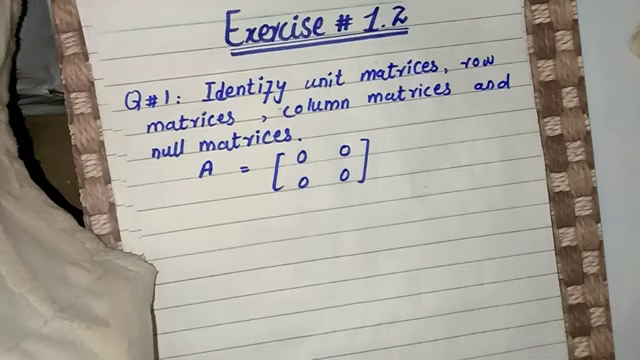 Exercise # 1.2
Q#1: Identify unit matrices, row
matrices, column matrices and
null matrices.
A = [ 0 0
0 0 ]